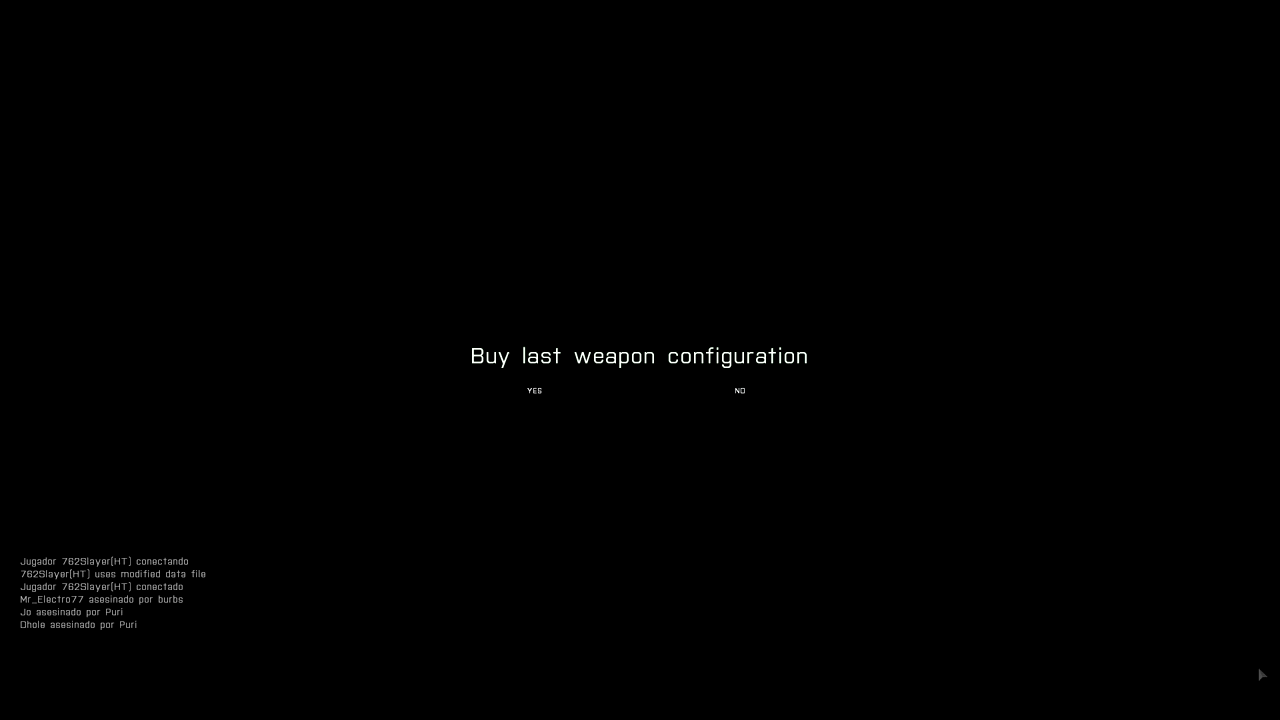 Buy last weapon configuration
YES NO
Jugador 762Slayer(HT) conectando
762Slayer(HT) uses modified data file
Jugador 762Slayer(HT) conectado
Mr_Electro77 asesinado por burbs
Jo asesinado por Puri
Dhole asesinado por Puri